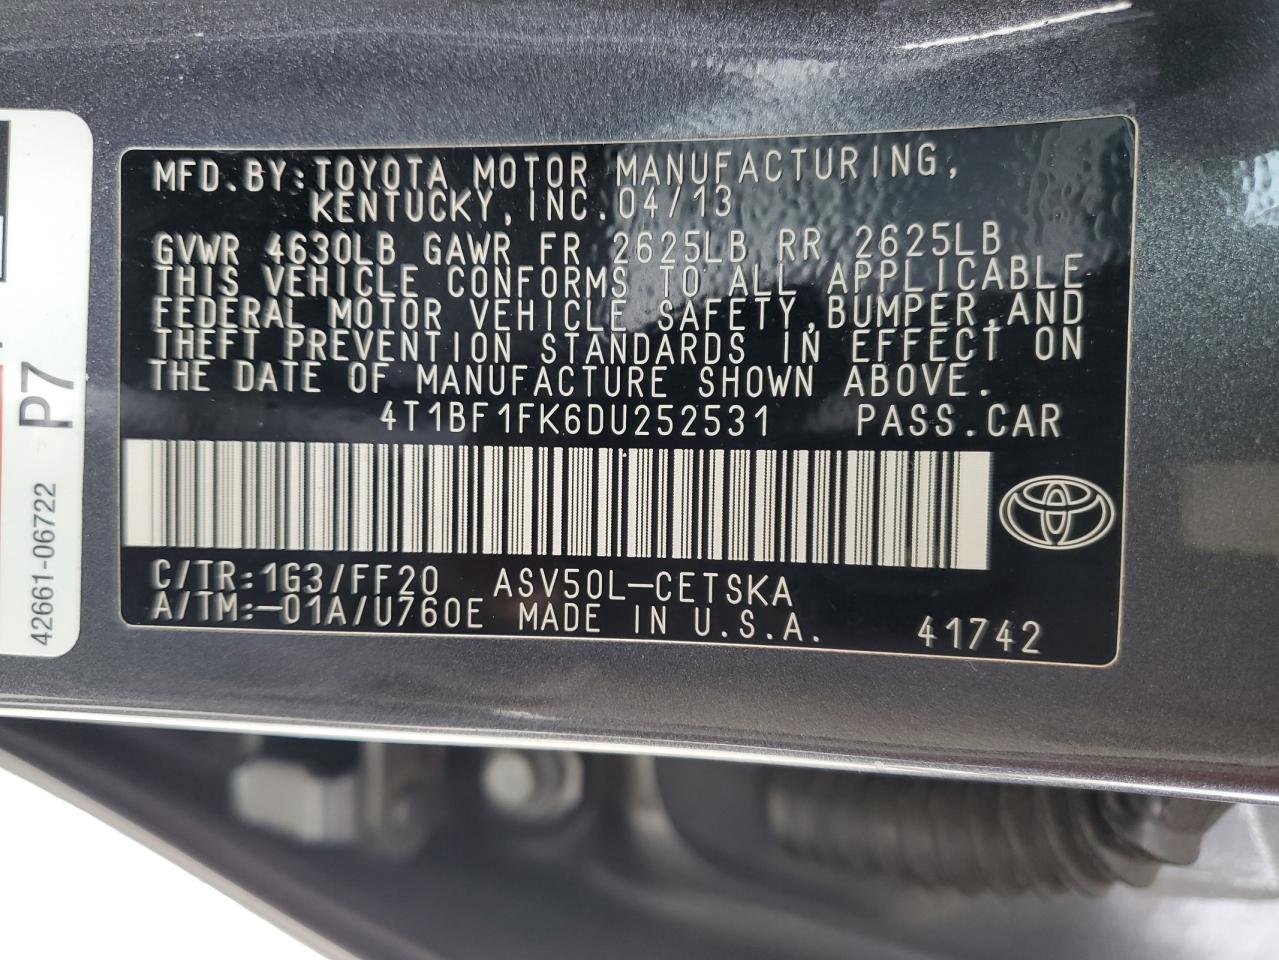 MFD.BY:TOYOTA MOTOR MANUFACTURING,
KENTUCKY,INC.04/13
GVWR 4630LB GAWR FR 2625LB RR 2625LB
THIS VEHICLE CONFORMS TO ALL APPLICABLE
FEDERAL MOTOR VEHICLE SAFETY,BUMPER,AND
THEFT PREVENTION STANDARDS IN EFFECT ON
THE DATE OF MANUFACTURE SHOWN ABOVE.
4T1BF1FK6DU252531 PASS.CAR
C/TR:1G3/FF20 ASV50L-CETSKA
A/TM:-01A/U760E MADE IN U.S.A. 41742
P7
42661-06722